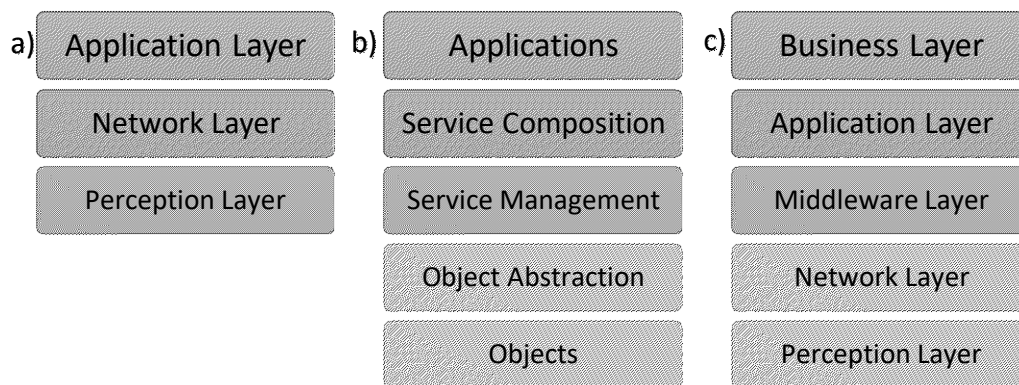 a)
Application Layer
Network Layer
Perception Layer
b)
Applications
Service Composition
Service Management
Object Abstraction
Objects
c)
Business Layer
Application Layer
Middleware Layer
Network Layer
Perception Layer